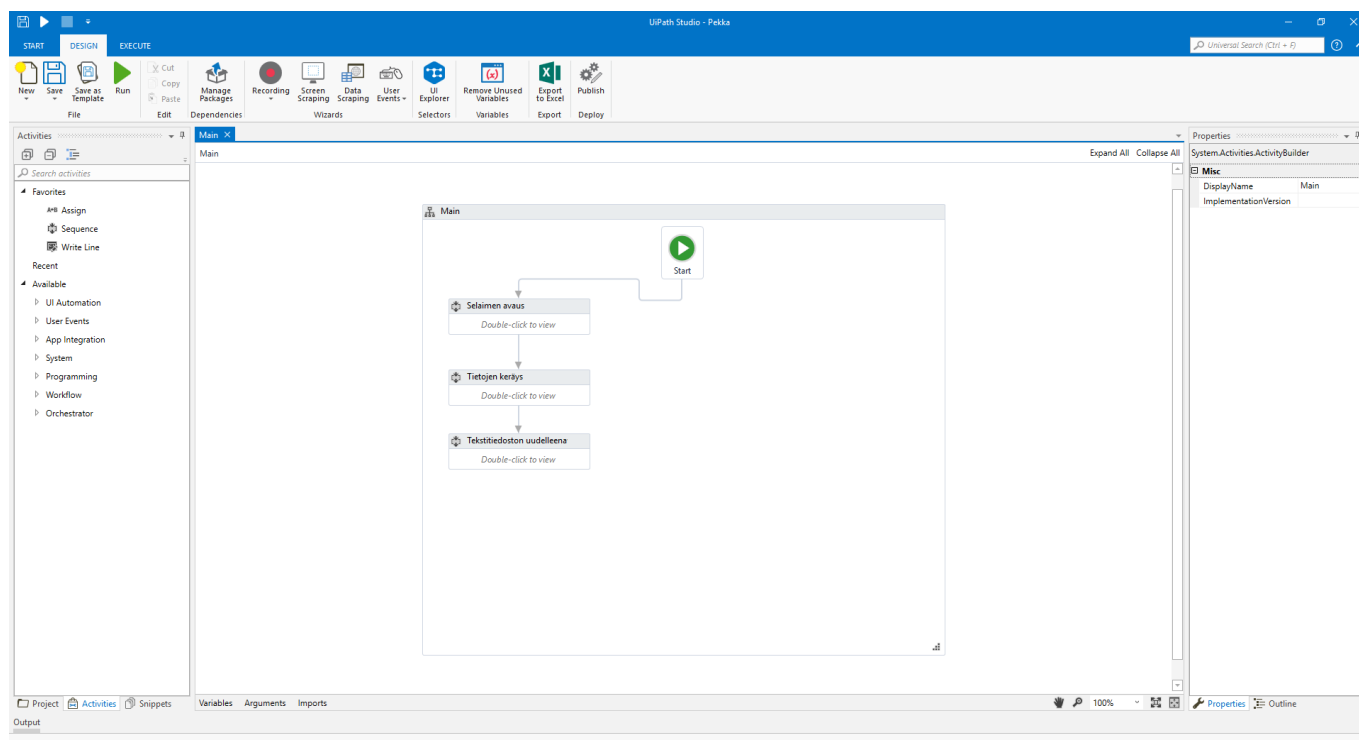 UiPath Studio - Pekka
START DESIGN EXECUTE Universal Search (Ctrl + F)
New Save Save as Template Run Cut Copy Paste Manage Packages Recording Screen Scraping Data Scraping User Events UI Explorer Remove Unused Variables Export to Excel Publish
File Edit Dependencies Wizards Selectors Variables Export Deploy
Activities
Search activities
Favorites
A+B Assign
Sequence
Write Line
Recent
Available
UI Automation
User Events
App Integration
System
Programming
Workflow
Orchestrator
Project Activities Snippets
Main
Main Expand All Collapse All
Main
Start
Selaimen avaus
Double-click to view
Tietojen keräys
Double-click to view
Tekstitiedoston uudelleena
Double-click to view
Variables Arguments Imports 100%
Properties
System.Activities.ActivityBuilder
Misc
DisplayName Main
ImplementationVersion
Properties Outline
Output